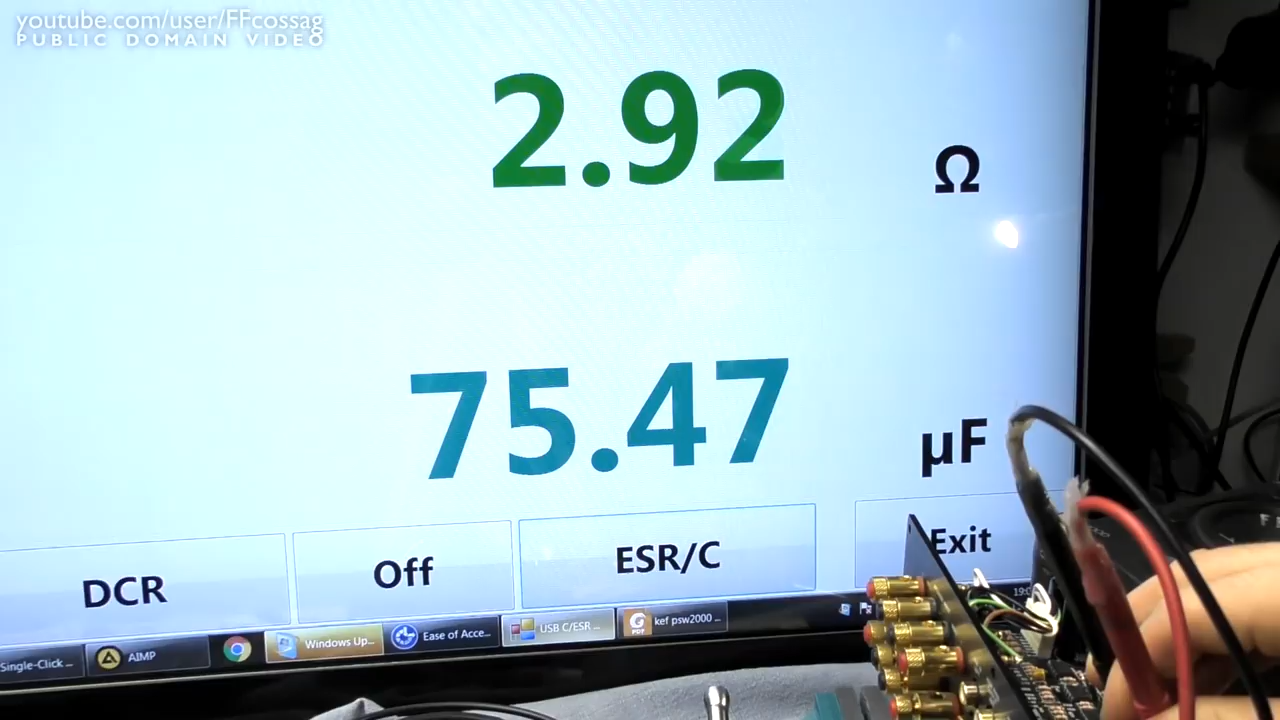 youtube.com/user/FFcossag
PUBLIC DOMAIN VIDEO
2.92
Ω
75.47
µF
DCR
Off
ESR/C
Exit
Single-Click ...
AIMP
Windows Up...
Ease of Acce...
USB C/ESR ...
PDF
kef psw2000 ...